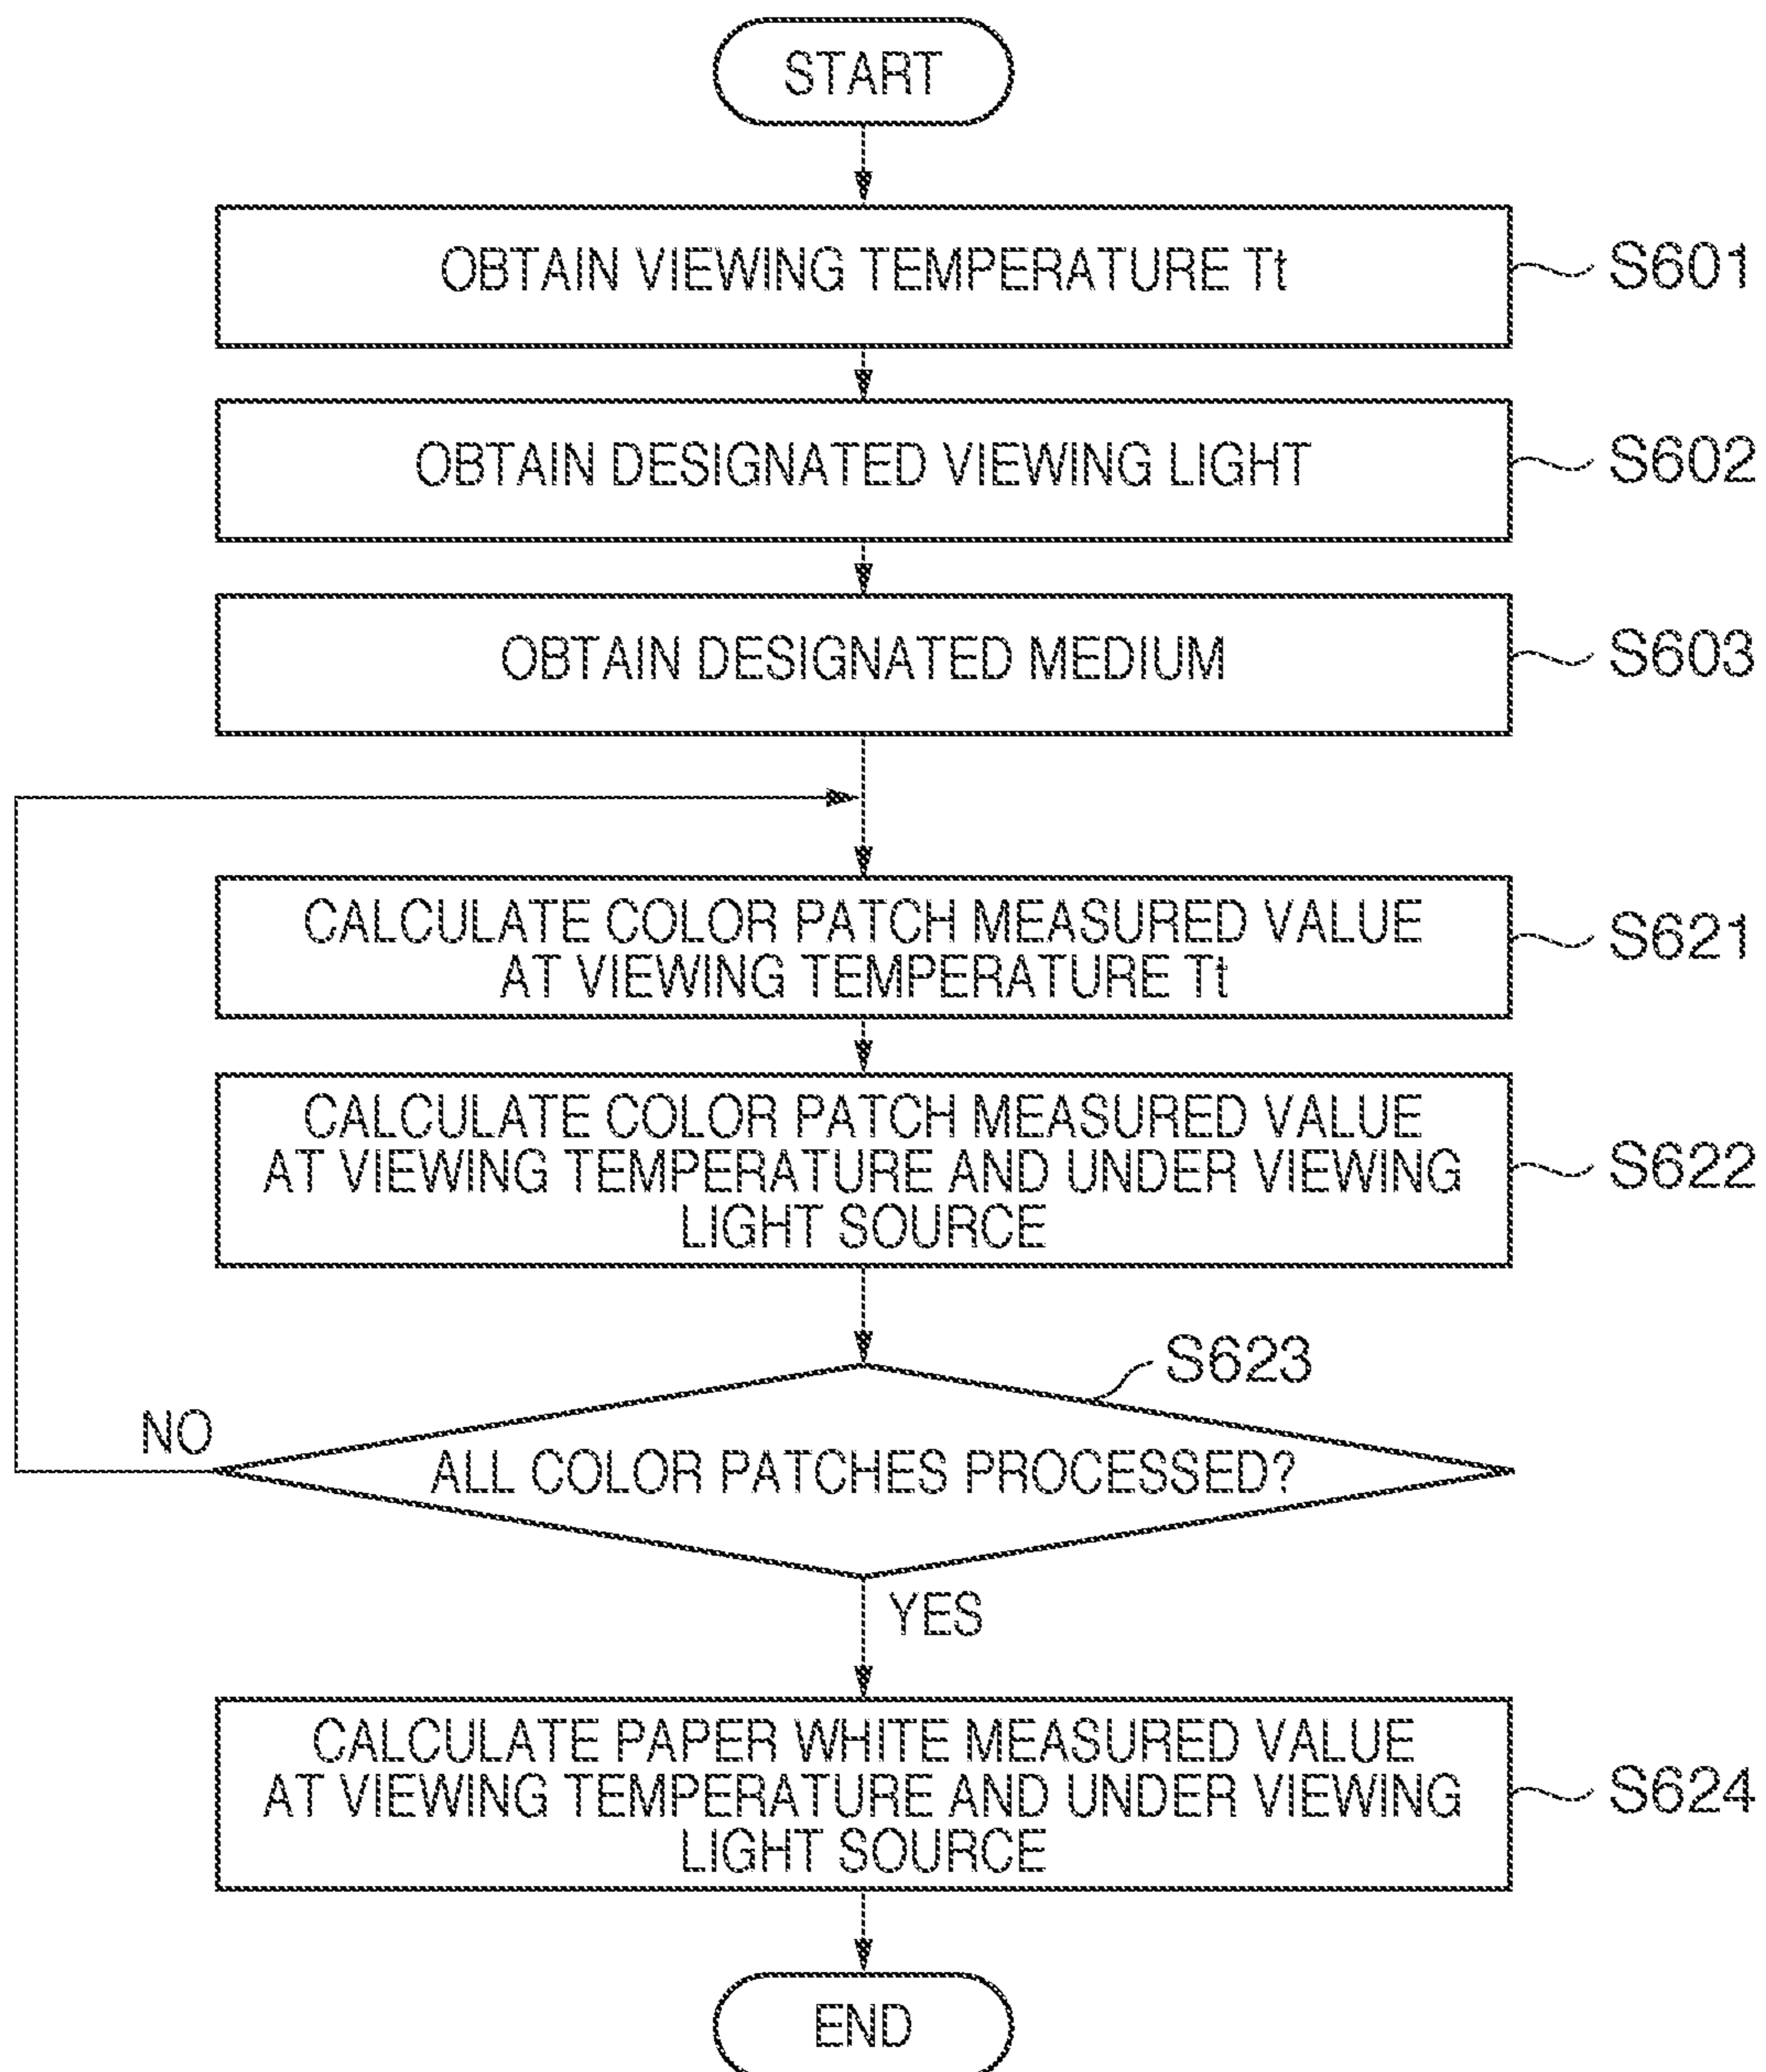 START
OBTAIN VIEWING TEMPERATURE Tt
S601
OBTAIN DESIGNATED VIEWING LIGHT
S602
OBTAIN DESIGNATED MEDIUM
S603
CALCULATE COLOR PATCH MEASURED VALUE
AT VIEWING TEMPERATURE Tt
S621
CALCULATE COLOR PATCH MEASURED VALUE
AT VIEWING TEMPERATURE AND UNDER VIEWING
LIGHT SOURCE
S622
S623
NO
ALL COLOR PATCHES PROCESSED?
YES
CALCULATE PAPER WHITE MEASURED VALUE
AT VIEWING TEMPERATURE AND UNDER VIEWING
LIGHT SOURCE
S624
END